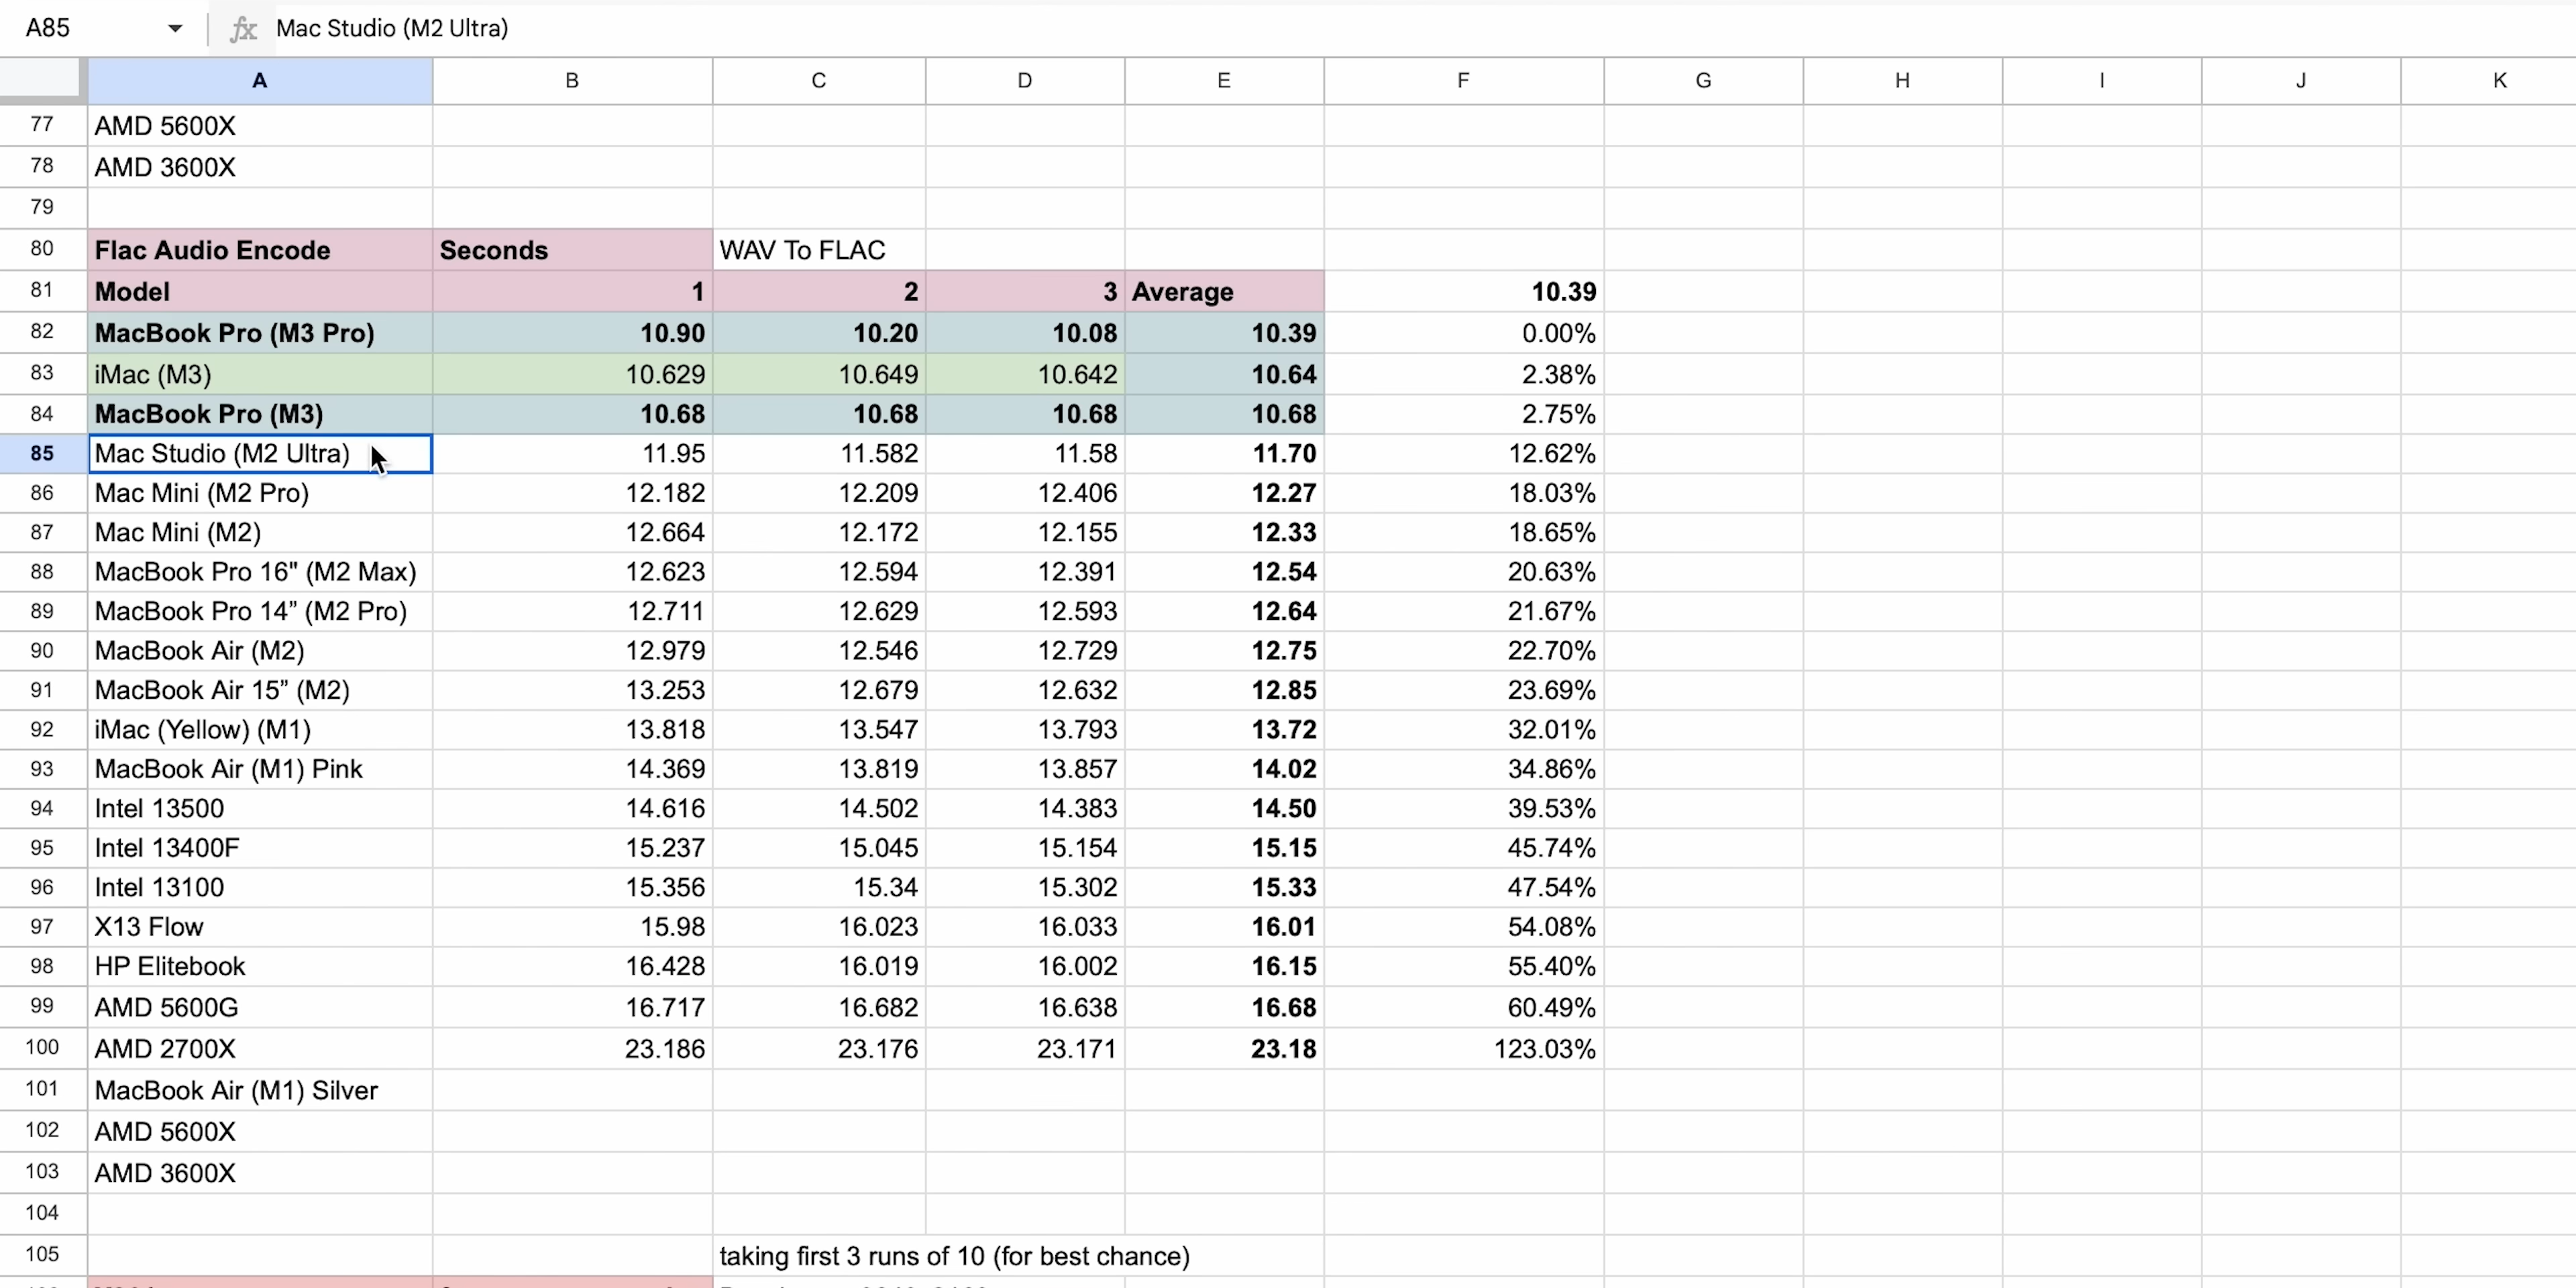 A85 fx Mac Studio (M2 Ultra)
A B C D E F G H I J K
77 AMD 5600X
78 AMD 3600X
79
80 Flac Audio Encode Seconds WAV To FLAC
81 Model 1 2 3 Average 10.39
82 MacBook Pro (M3 Pro) 10.90 10.20 10.08 10.39 0.00%
83 iMac (M3) 10.629 10.649 10.642 10.64 2.38%
84 MacBook Pro (M3) 10.68 10.68 10.68 10.68 2.75%
85 Mac Studio (M2 Ultra) 11.95 11.582 11.58 11.70 12.62%
86 Mac Mini (M2 Pro) 12.182 12.209 12.406 12.27 18.03%
87 Mac Mini (M2) 12.664 12.172 12.155 12.33 18.65%
88 MacBook Pro 16" (M2 Max) 12.623 12.594 12.391 12.54 20.63%
89 MacBook Pro 14” (M2 Pro) 12.711 12.629 12.593 12.64 21.67%
90 MacBook Air (M2) 12.979 12.546 12.729 12.75 22.70%
91 MacBook Air 15” (M2) 13.253 12.679 12.632 12.85 23.69%
92 iMac (Yellow) (M1) 13.818 13.547 13.793 13.72 32.01%
93 MacBook Air (M1) Pink 14.369 13.819 13.857 14.02 34.86%
94 Intel 13500 14.616 14.502 14.383 14.50 39.53%
95 Intel 13400F 15.237 15.045 15.154 15.15 45.74%
96 Intel 13100 15.356 15.34 15.302 15.33 47.54%
97 X13 Flow 15.98 16.023 16.033 16.01 54.08%
98 HP Elitebook 16.428 16.019 16.002 16.15 55.40%
99 AMD 5600G 16.717 16.682 16.638 16.68 60.49%
100 AMD 2700X 23.186 23.176 23.171 23.18 123.03%
101 MacBook Air (M1) Silver
102 AMD 5600X
103 AMD 3600X
104
105 taking first 3 runs of 10 (for best chance)